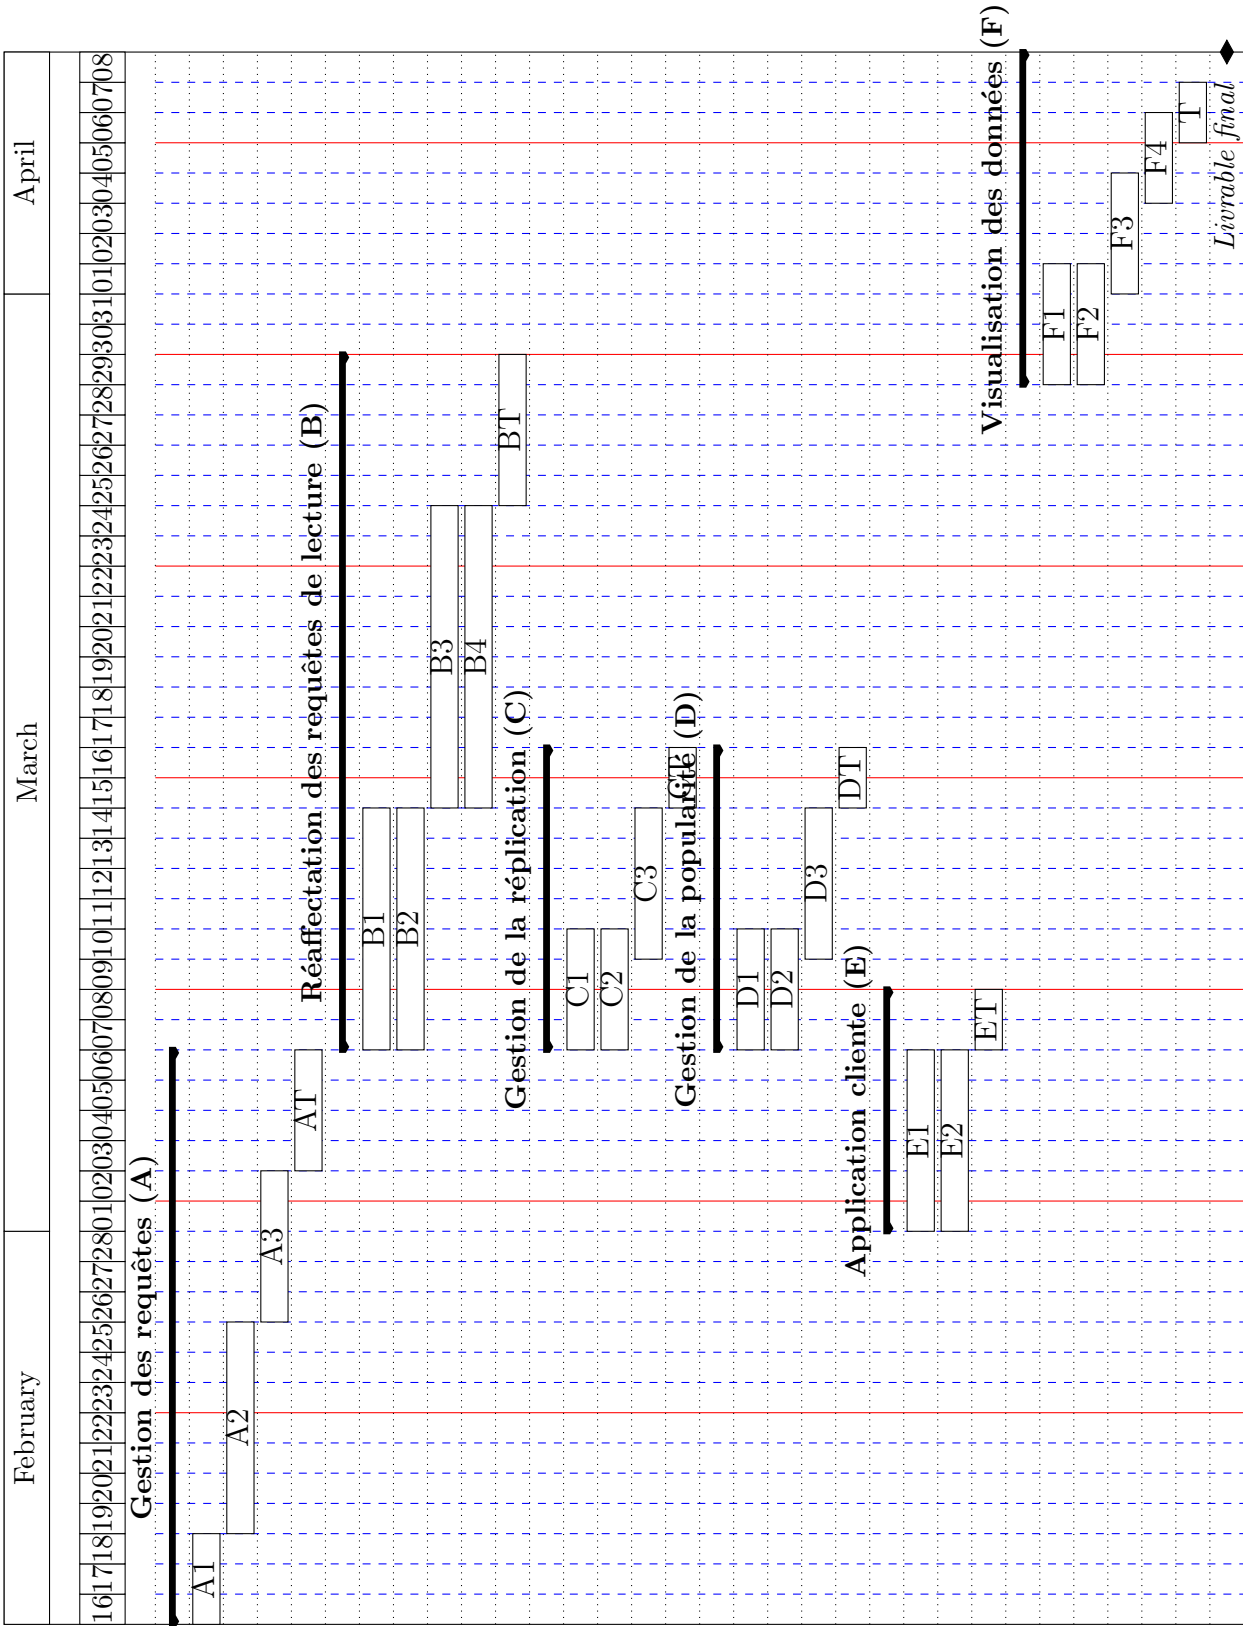 February March April
16 17 18 19 20 21 22 23 24 25 26 27 28 01 02 03 04 05 06 07 08 09 10 11 12 13 14 15 16 17 18 19 20 21 22 23 24 25 26 27 28 29 30 31 01 02 03 04 05 06 07 08
Gestion des requêtes (A)
A1
A2
A3
AT
Réaffectation des requêtes de lecture (B)
B1
B2
B3
B4
BT
Gestion de la réplication (C)
C1
C2
C3
CT
Gestion de la popularité (D)
D1
D2
D3
DT
Application cliente (E)
E1
E2
ET
Visualisation des données (F)
F1
F2
F3
F4
T
Livrable final